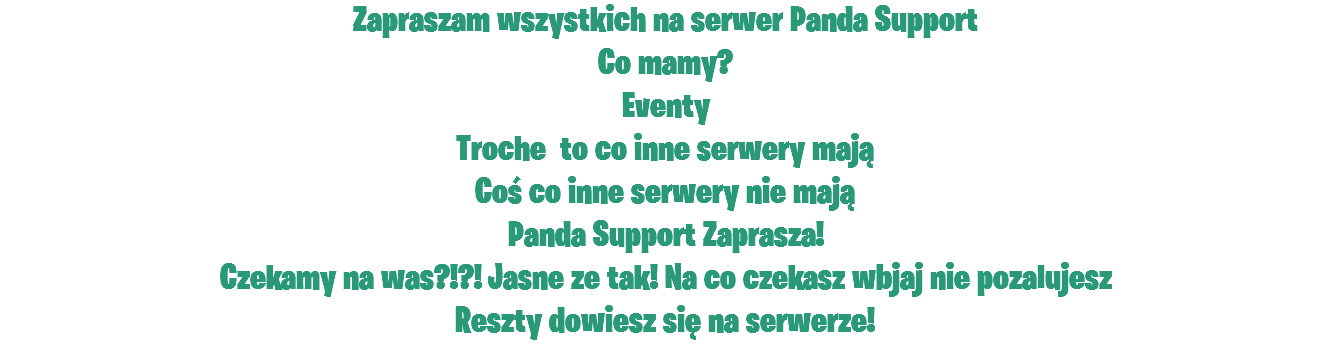 Zapraszam wszystkich na serwer Panda Support
Co mamy?
Eventy
Troche to co inne serwery mają
Coś co inne serwery nie mają
Panda Support Zaprasza!
Czekamy na was?!?! Jasne ze tak! Na co czekasz wbjaj nie pozalujesz
Reszty dowiesz się na serwerze!